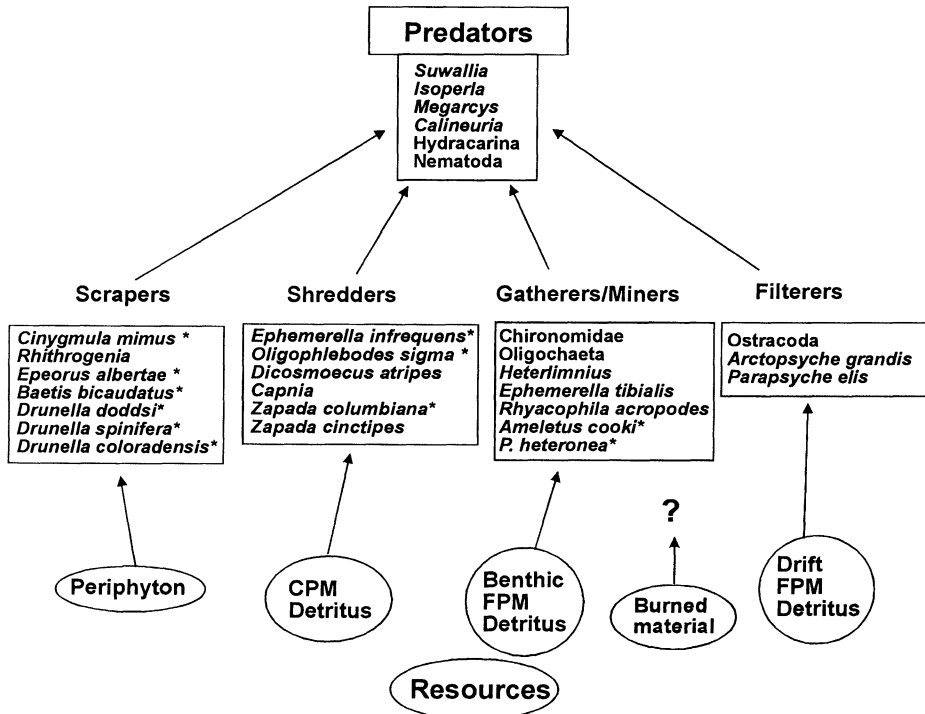 Predators
Suwallia
Isoperla
Megarcys
Calineuria
Hydracarina
Nematoda
Scrapers
Cinygmula mimus *
Rhithrogenia
Epeorus albertae *
Baetis bicaudatus*
Drunella doddsi*
Drunella spinifera*
Drunella coloradensis*
Periphyton
Shredders
Ephemerella infrequens*
Oligophlebodes sigma *
Dicosmoecus atripes
Capnia
Zapada columbiana*
Zapada cinctipes
CPM
Detritus
Gatherers/Miners
Chironomidae
Oligochaeta
Heterlimnius
Ephemerella tibialis
Rhyacophila acropodes
Ameletus cooki*
P. heteronea*
Benthic
FPM
Detritus
?
Burned
material
Filterers
Ostracoda
Arctopsyche grandis
Parapsyche elis
Drift
FPM
Detritus
Resources